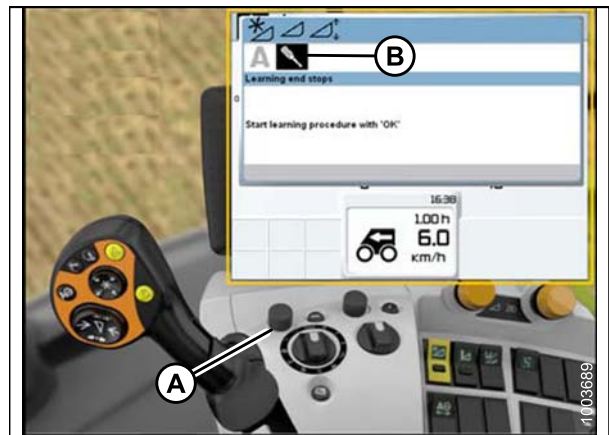 B
A
Learning end stops
Start learning procedure with 'OK'
16:38
1.00 h
6.0
km/h
A
1003689